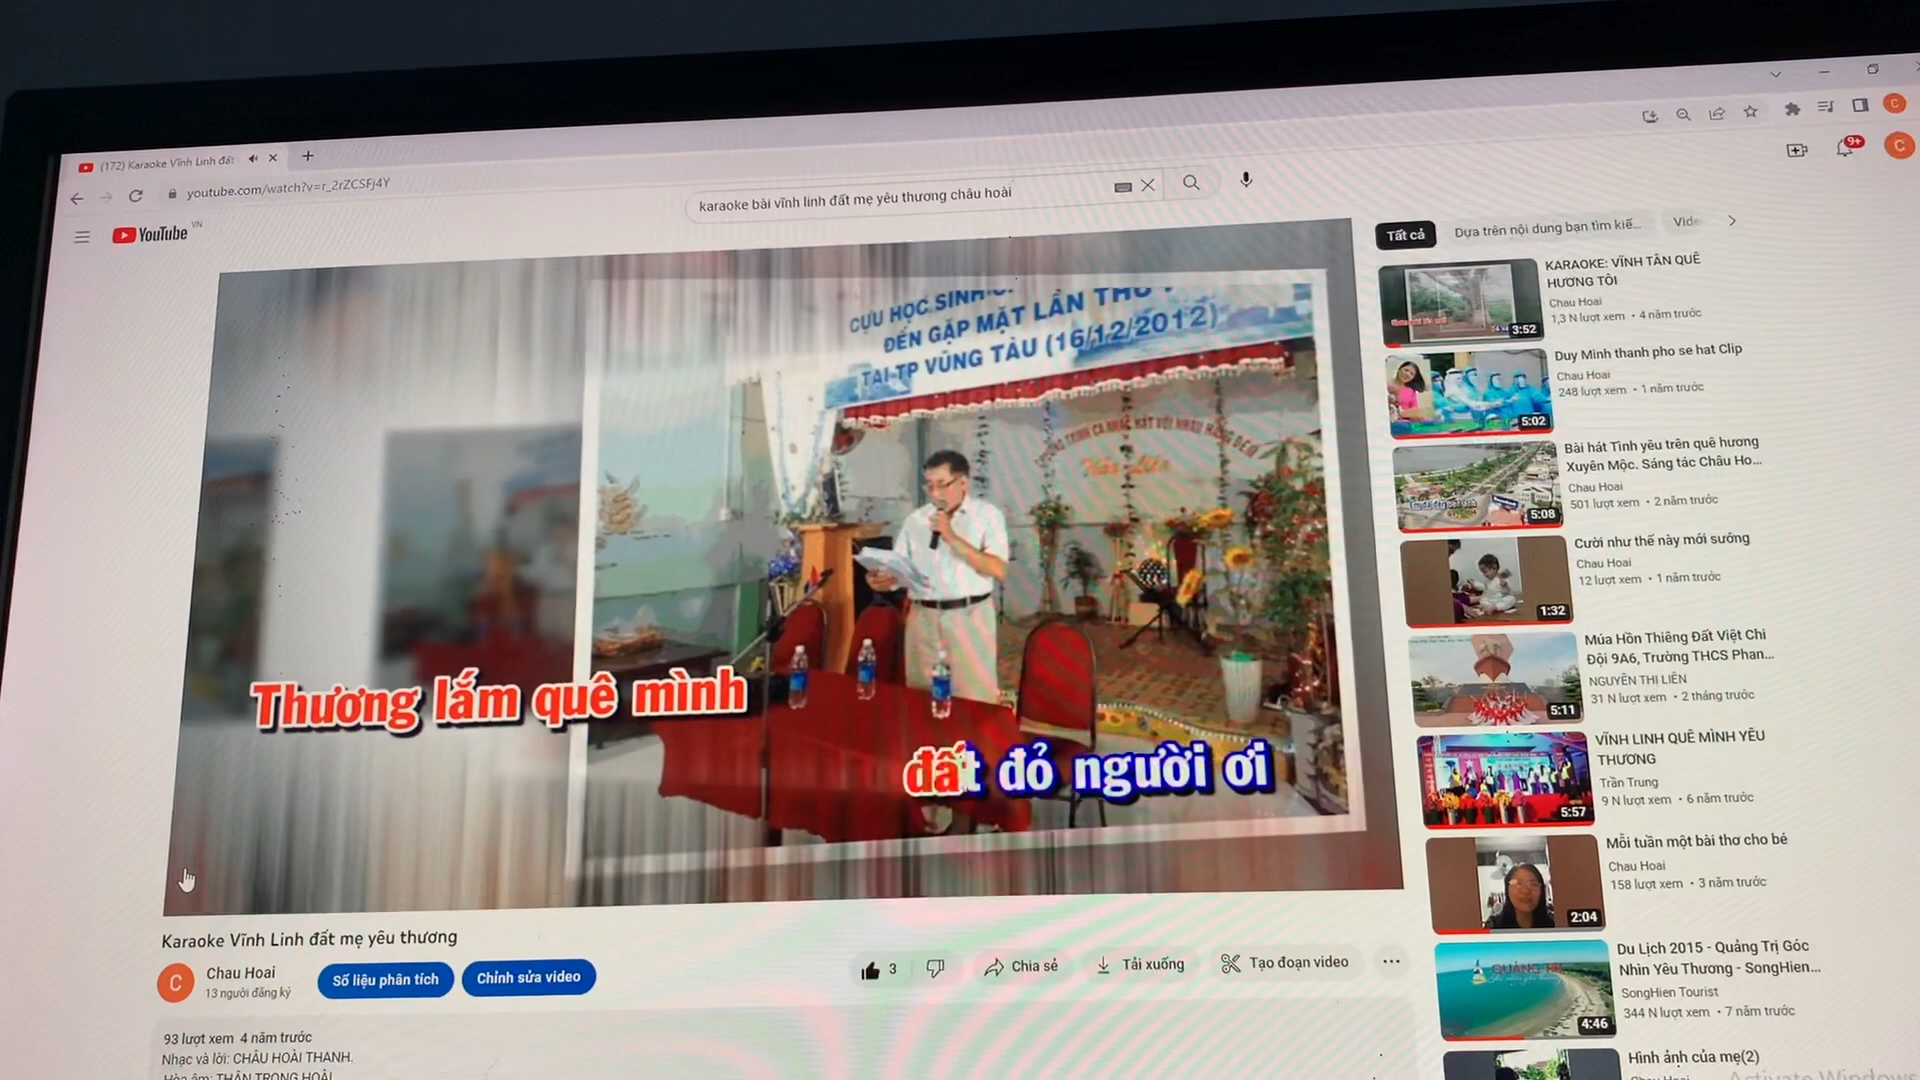 (172) Karaoke Vĩnh Linh đất
youtube.com/watch?v=r_2rZCSFj4Y
YouTube VN
karaoke bài vĩnh linh đất mẹ yêu thương châu hoài
9+
C
C
CỰU HỌC SINH
ĐẾN GẶP MẶT LẦN THỨ
TẠI TP VŨNG TÀU (16/12/2012)
Thương lắm quê mình
đất đỏ người ơi
Karaoke Vĩnh Linh đất mẹ yêu thương
C
Chau Hoai
13 người đăng ký
Số liệu phân tích
Chỉnh sửa video
3
Chia sẻ
Tải xuống
Tạo đoạn video
93 lượt xem 4 năm trước
Nhạc và lời: CHÂU HOÀI THANH.
Hòa âm: THÂN TRỌNG HOÀI
Tất cả
Dựa trên nội dung bạn tìm kiế...
Vide
KARAOKE: VĨNH TÂN QUÊ
HƯƠNG TÔI
Chau Hoai
1,3 N lượt xem • 4 năm trước
3:52
Duy Minh thanh pho se hat Clip
Chau Hoai
248 lượt xem • 1 năm trước
5:02
Bài hát Tình yêu trên quê hương
Xuyên Mộc. Sáng tác Châu Ho...
Chau Hoai
501 lượt xem • 2 năm trước
5:08
Cười như thế này mới sướng
Chau Hoai
12 lượt xem • 1 năm trước
1:32
Múa Hồn Thiêng Đất Việt Chi
Đội 9A6, Trường THCS Phan...
NGUYÊN THỊ LIÊN
31 N lượt xem • 2 tháng trước
5:11
VĨNH LINH QUÊ MÌNH YÊU
THƯƠNG
Trần Trung
9 N lượt xem • 6 năm trước
5:57
Mỗi tuần một bài thơ cho bé
Chau Hoai
158 lượt xem • 3 năm trước
2:04
Du Lịch 2015 - Quảng Trị Góc
Nhìn Yêu Thương - SongHien...
SongHien Tourist
344 N lượt xem • 7 năm trước
QUẢNG TRỊ
4:46
Hình ảnh của mẹ(2)
Activate Windows